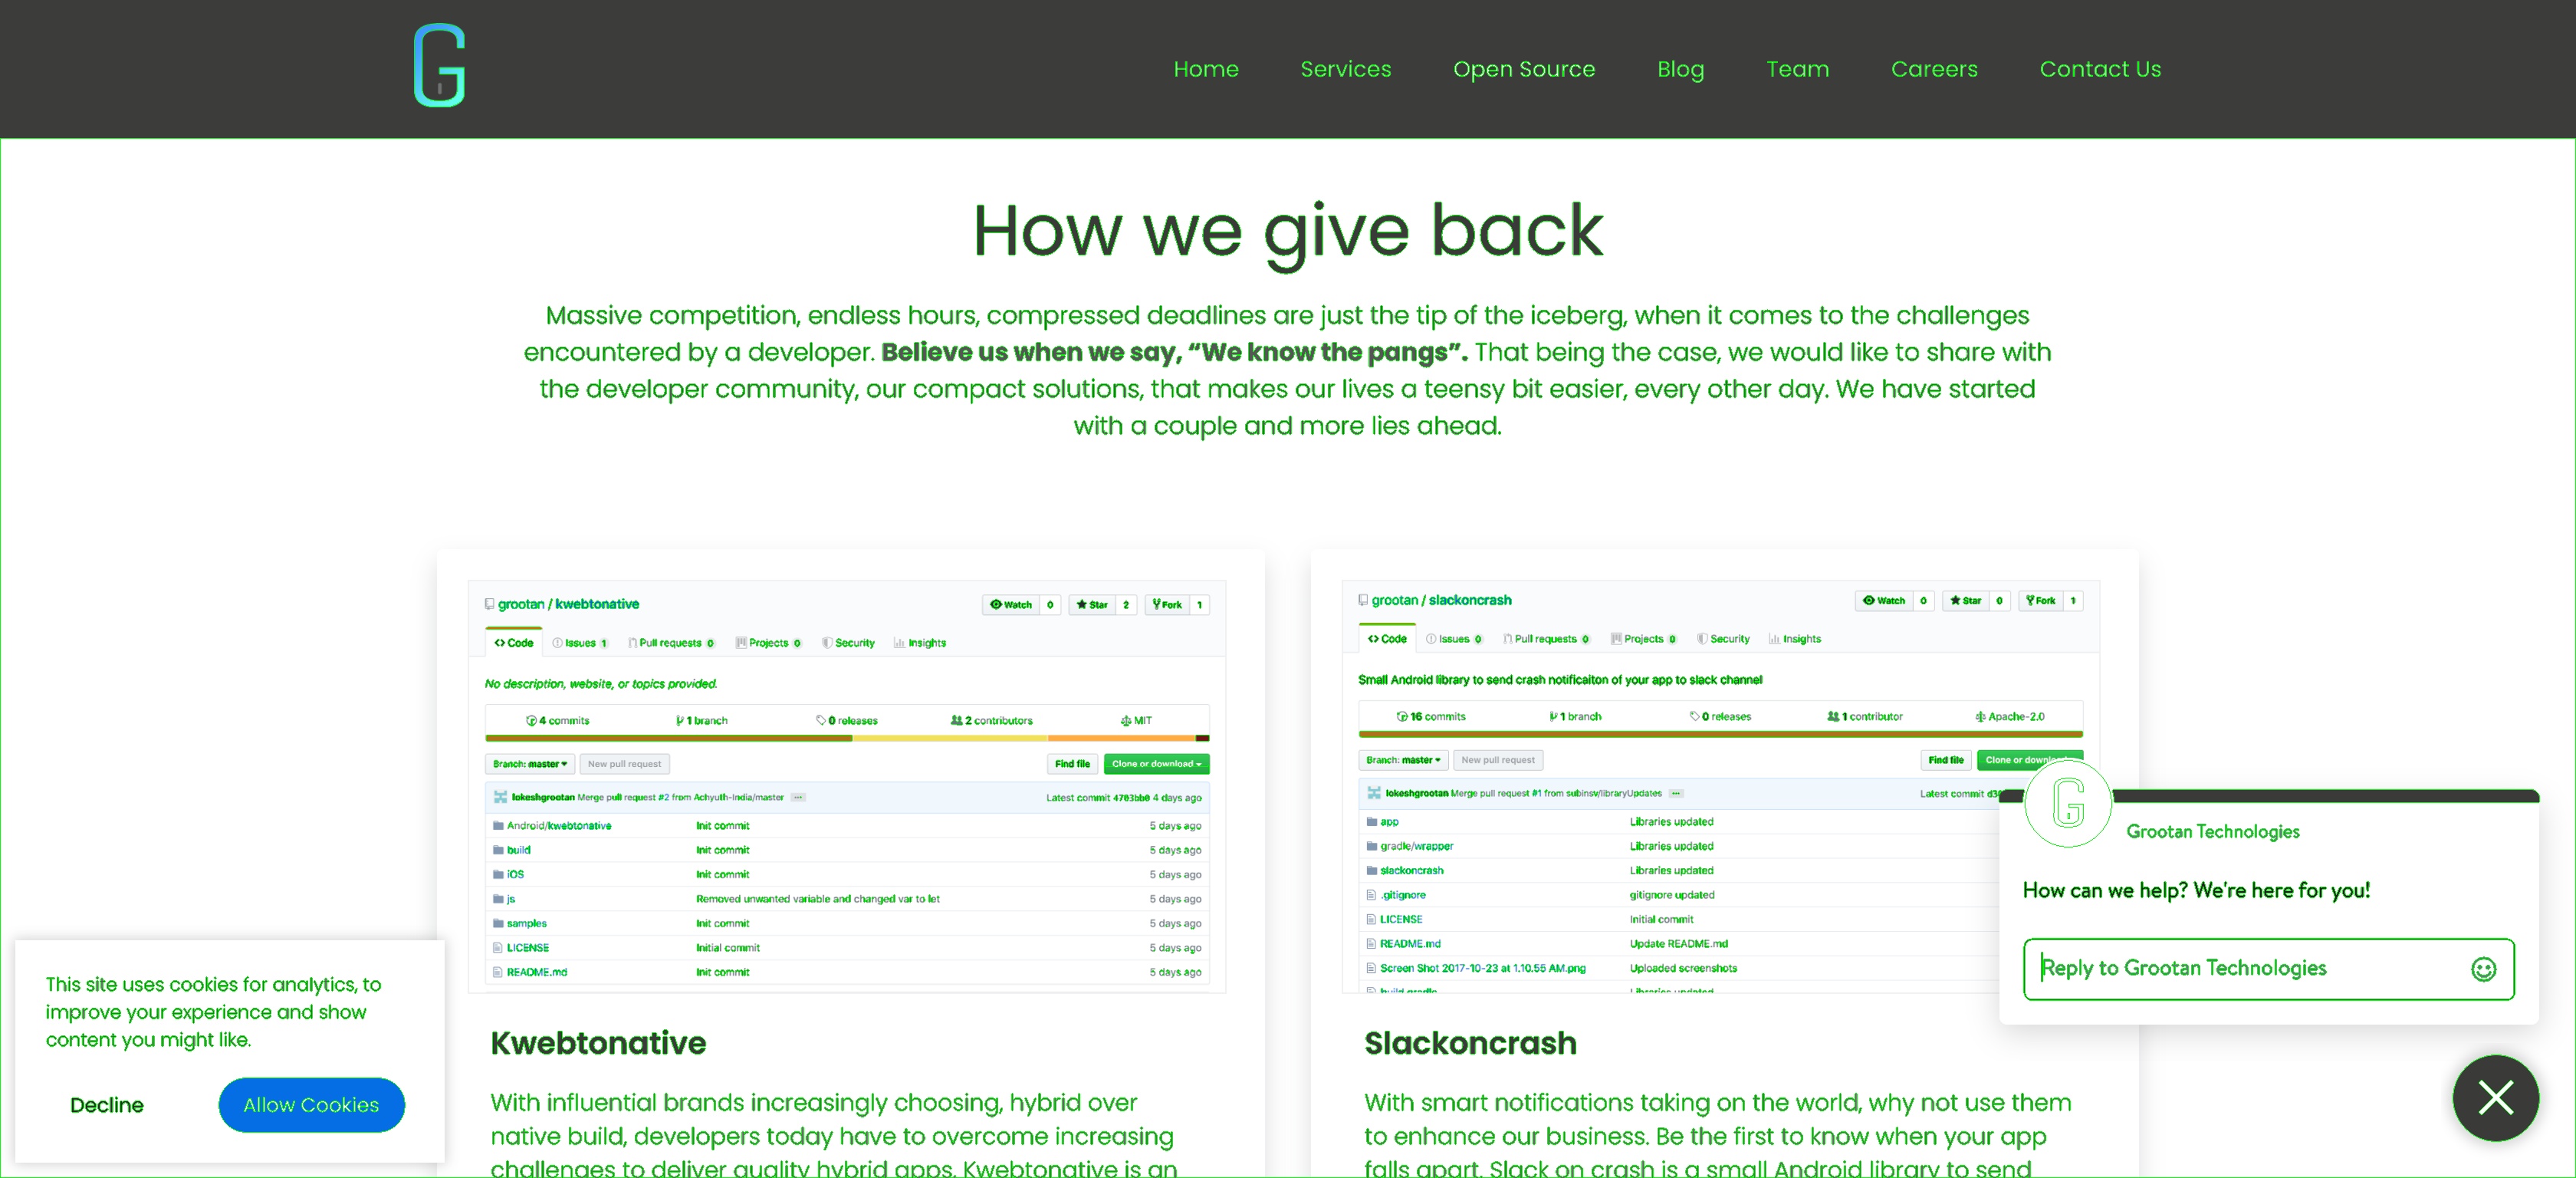 G
Home Services Open Source Blog Team Careers Contact Us
How we give back
Massive competition, endless hours, compressed deadlines are just the tip of the iceberg, when it comes to the challenges
encountered by a developer. Believe us when we say, “We know the pangs”. That being the case, we would like to share with
the developer community, our compact solutions, that makes our lives a teensy bit easier, every other day. We have started
with a couple and more lies ahead.
grootan / kwebtonative Watch 0 Star 2 Fork 1
Code Issues 1 Pull requests 0 Projects 0 Security Insights
No description, website, or topics provided.
4 commits 1 branch 0 releases 2 contributors MIT
Branch: master New pull request Find file Clone or download
lokeshgrootan Merge pull request #2 from Achyuth-India/master ... Latest commit 4703bb0 4 days ago
Android/kwebtonative Init commit 5 days ago
build Init commit 5 days ago
iOS Init commit 5 days ago
js Removed unwanted variable and changed var to let 5 days ago
samples Init commit 5 days ago
LICENSE Initial commit 5 days ago
README.md Init commit 5 days ago
Kwebtonative
With influential brands increasingly choosing, hybrid over
native build, developers today have to overcome increasing
challenges to deliver quality hybrid apps. Kwebtonative is an
grootan / slackoncrash Watch 0 Star 0 Fork 1
Code Issues 0 Pull requests 0 Projects 0 Security Insights
Small Android library to send crash notificaiton of your app to slack channel
16 commits 1 branch 0 releases 1 contributor Apache-2.0
Branch: master New pull request Find file Clone or
lokeshgrootan Merge pull request #1 from subinsv/libraryUpdates ... Latest commit
app Libraries updated
gradle/wrapper Libraries updated
slackoncrash Libraries updated
.gitignore gitignore updated
LICENSE Initial commit
README.md Update README.md
Screen Shot 2017-10-23 at 1.10.55 AM.png Uploaded screenshots
build.gradle Libraries updated
Slackoncrash
With smart notifications taking on the world, why not use them
to enhance our business. Be the first to know when your app
falls apart. Slack on crash is a small Android library to send
This site uses cookies for analytics, to
improve your experience and show
content you might like.
Decline Allow Cookies
G
Grootan Technologies
How can we help? We're here for you!
Reply to Grootan Technologies